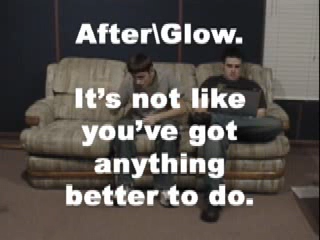 After\Glow.
It's not like
you've got
anything
better to do.